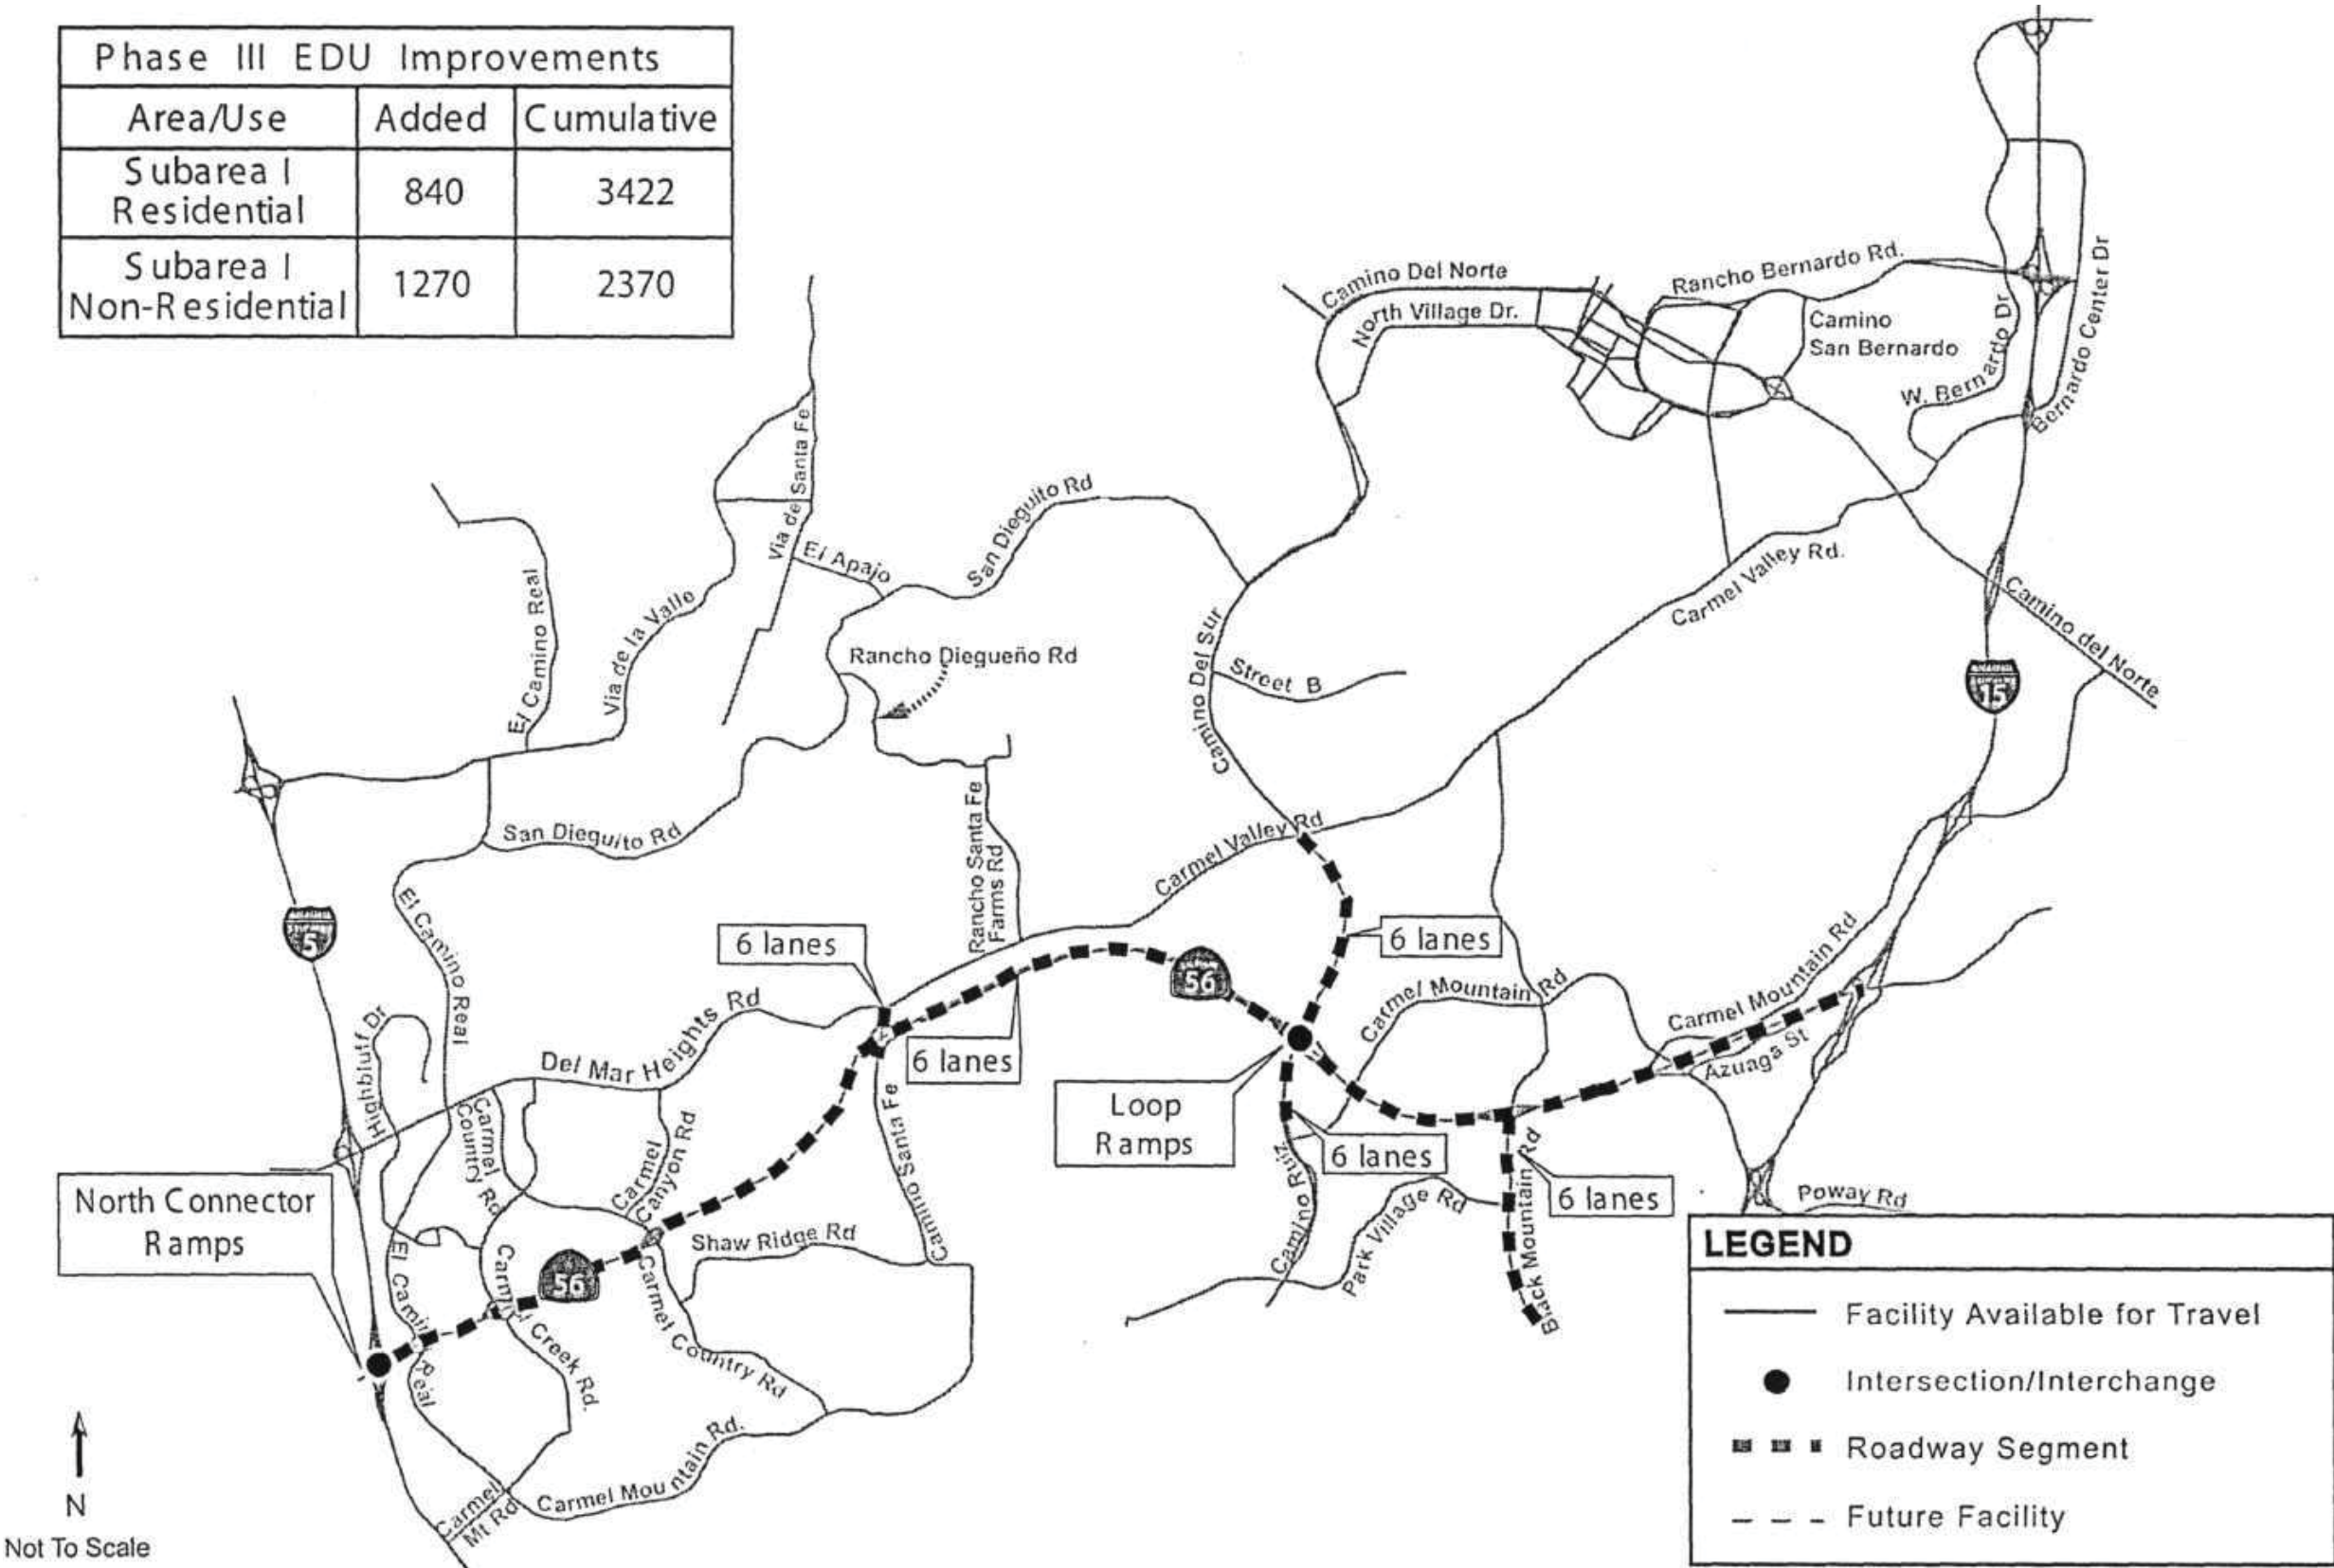 Phase III EDU Improvements
Area/Use Added Cumulative
Subarea I
Residential
840 3422
Subarea I
Non-Residential
1270 2370
Camino Del Norte
North Village Dr.
Rancho Bernardo Rd.
Camino
San Bernardo
W. Bernardo Dr
Bernardo Center Dr
Via de Santa Fe
El Apajo
San Dieguito Rd
El Camino Real
Via de la Valle
Rancho Diegueño Rd
Camino Del Sur
Street B
Carmel Valley Rd.
Camino del Norte
15
San Dieguito Rd
Rancho Santa Fe
Farms Rd
Carmel Valley Rd
5
El Camino Real
6 lanes
6 lanes
56
6 lanes
Carmel Mountain Rd
Carmel Mountain Rd
Azuaga St
Highbluff Dr
Del Mar Heights Rd
6 lanes
Loop
Ramps
Carmel
Country Rd
Carmel
Canyon Rd
Camino Santa Fe
Camino Ruiz
6 lanes
Black Mountain Rd
Park Village Rd
Poway Rd
North Connector
Ramps
Shaw Ridge Rd
56
El Camino Real
Carmel Creek Rd.
Carmel Country Rd
Carmel Mountain Rd.
Carmel
Mt Rd
N
Not To Scale
LEGEND
Facility Available for Travel
Intersection/Interchange
Roadway Segment
Future Facility